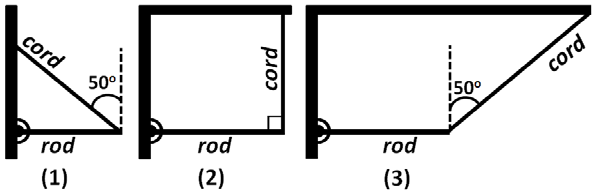 cord 50° rod (1)
cord rod (2)
50° cord rod (3)